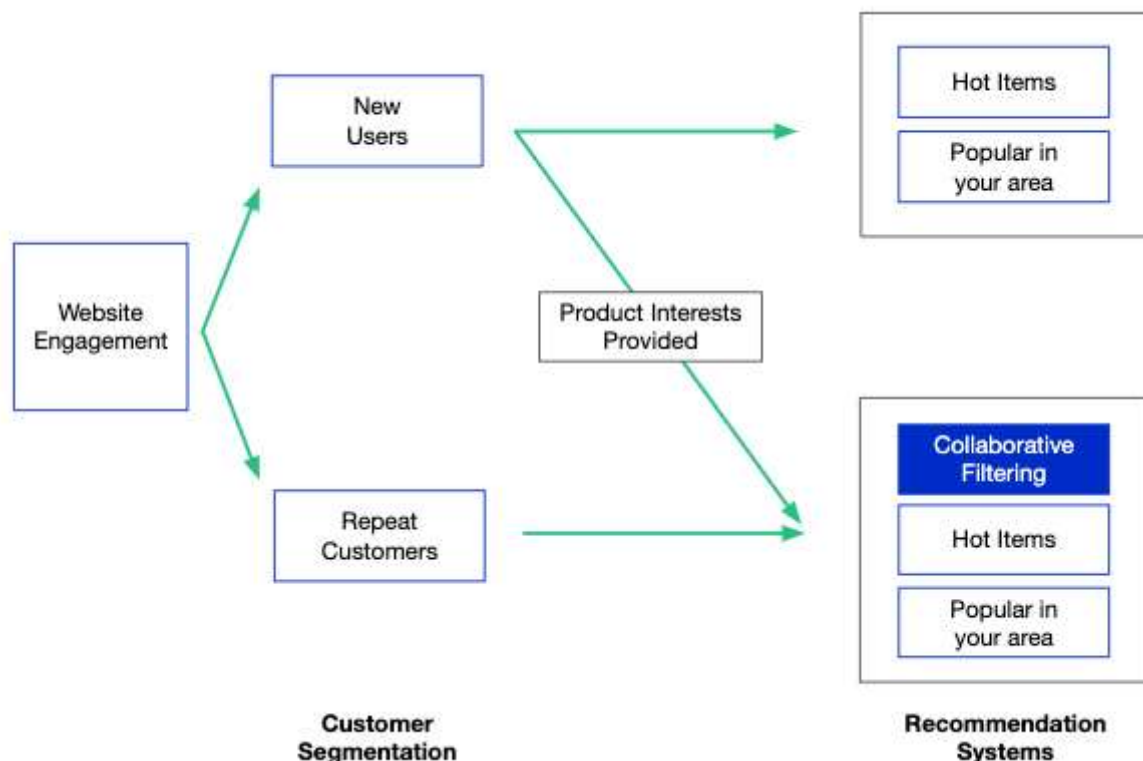 New
Users
Hot Items
Popular in
your area
Website
Engagement
Product Interests
Provided
Repeat
Customers
Collaborative
Filtering
Hot Items
Popular in
your area
Customer
Segmentation
Recommendation
Systems